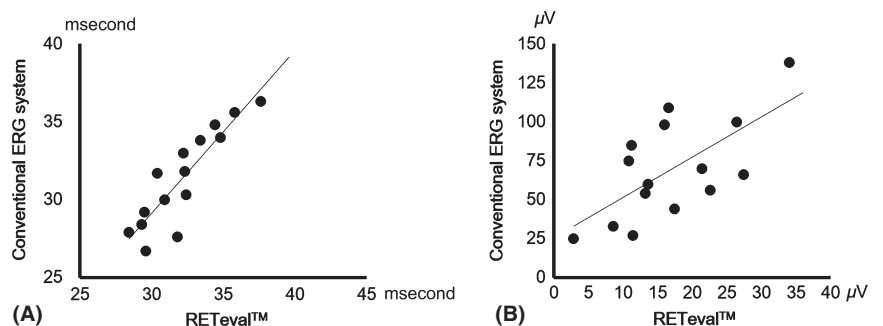 msecond
40
35
30
25
Conventional ERG system
25 30 35 40 45 msecond
RETeval™
(A)
µV
150
125
100
75
50
25
0
Conventional ERG system
0 5 10 15 20 25 30 35 40 µV
RETeval™
(B)